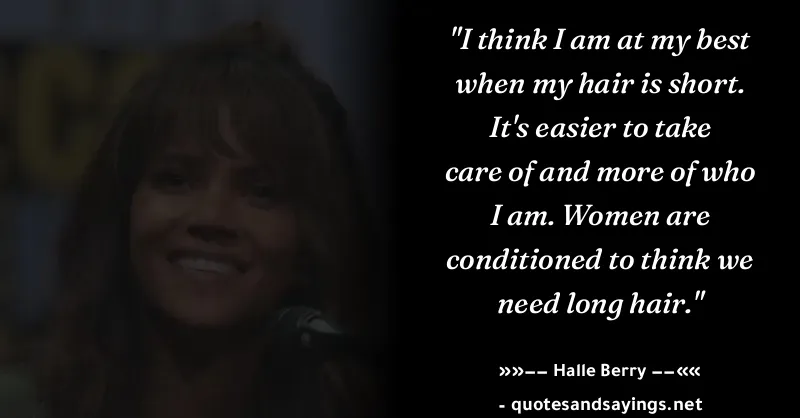 "I think I am at my best
when my hair is short.
It's easier to take
care of and more of who
I am. Women are
conditioned to think we
need long hair."
»»—— Halle Berry ——««
- quotesandsayings.net